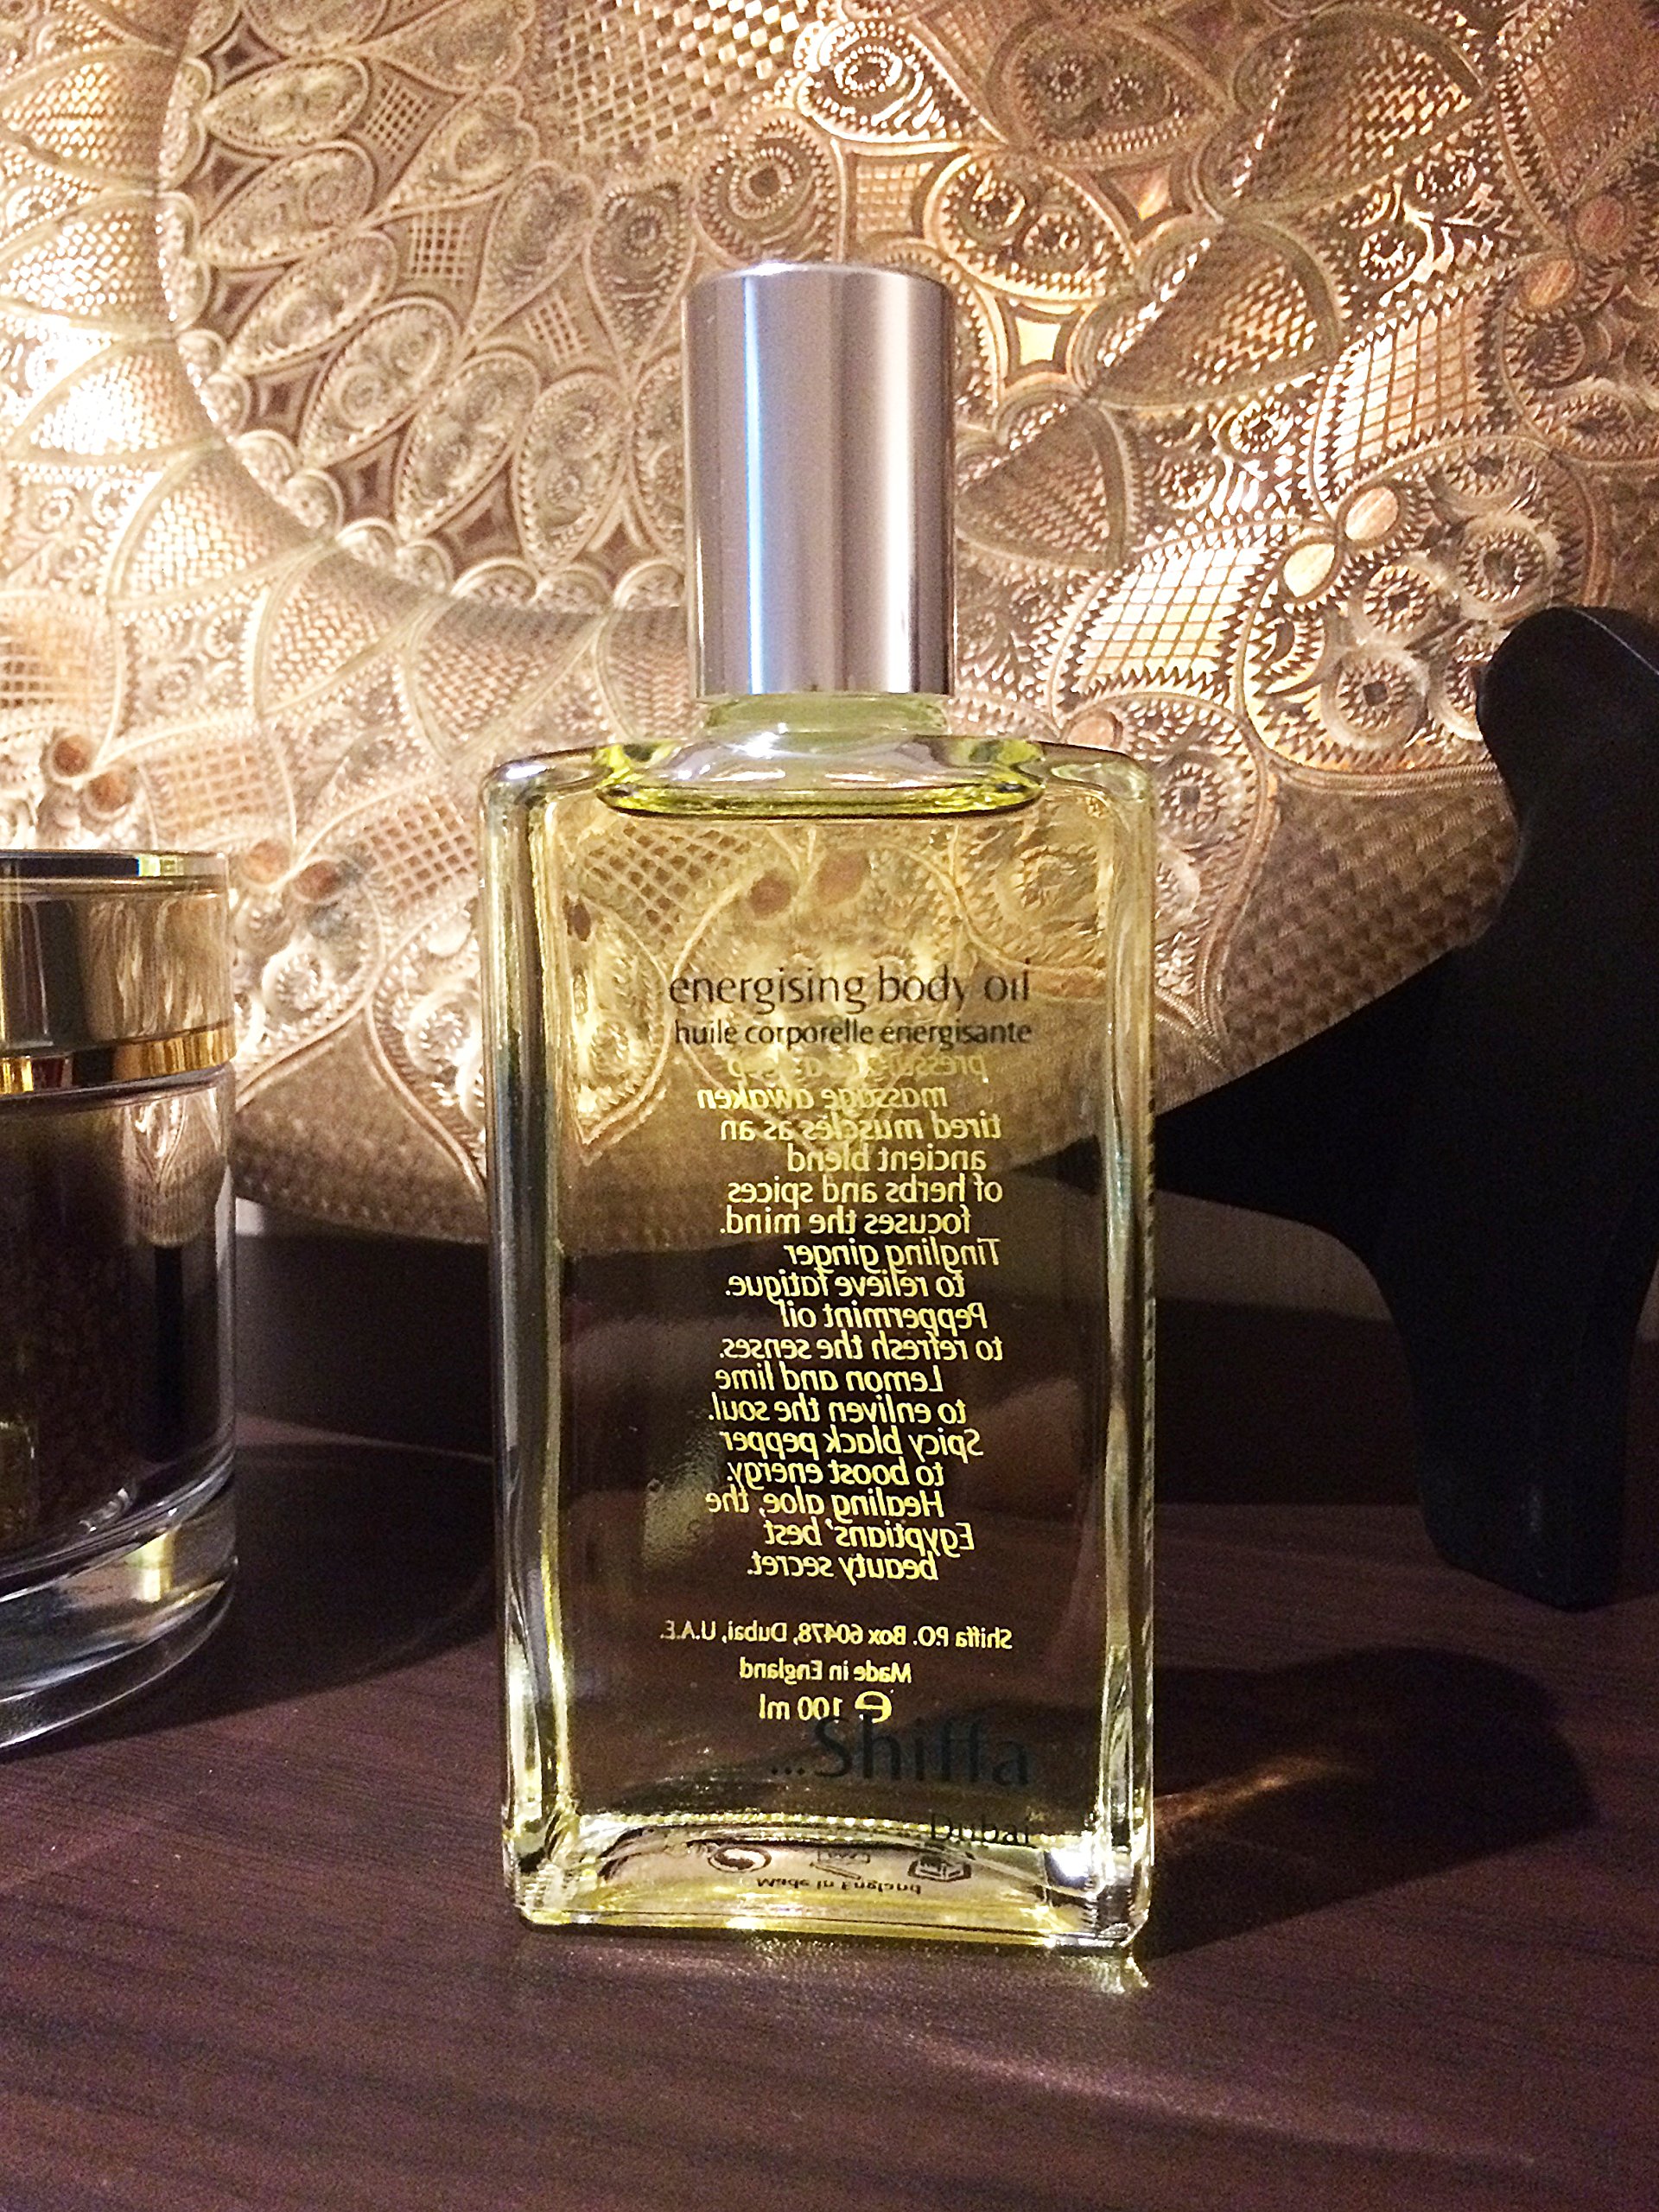 energising body oil
huile corporelle énergisante
massage awaken
tired muscles as an
ancient blend
of herbs and spices
focuses the mind.
Tingling ginger
to relieve fatigue.
Peppermint oil
to refresh the senses.
Lemon and lime
to enliven the soul.
Spicy black pepper
to boost energy.
Healing aloe, the
Egyptians' best
beauty secret.
Shiffa P.O. Box 60478, Dubai, U.A.E.
Made in England
e 100 ml
...Shiffa
Dubai
Made in England